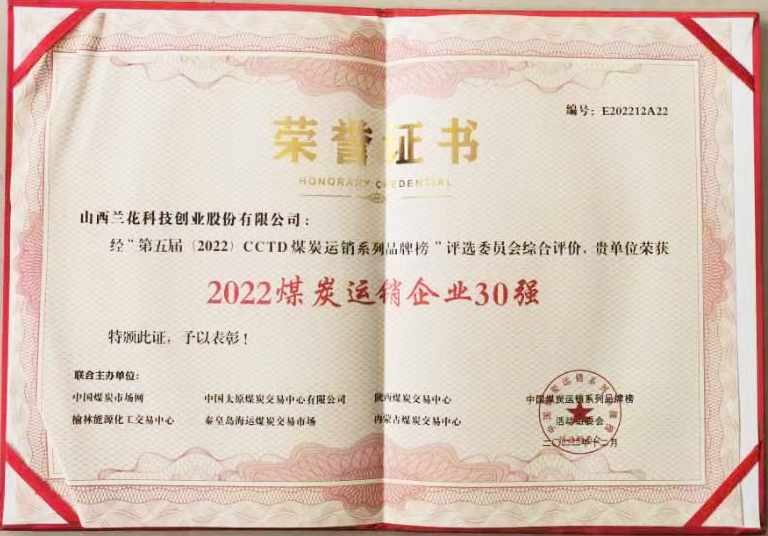 编号：E202212A22
荣誉证书
HONORARY CREDENTIAL
山西兰花科技创业股份有限公司：
经“第五届（2022）CCTD煤炭运销系列品牌榜”评选委员会综合评价，贵单位荣获
2022煤炭运销企业30强
特颁此证，予以表彰！
联合主办单位：
中国煤炭市场网 中国太原煤炭交易中心有限公司 陕西煤炭交易中心 中国煤炭运销系列品牌榜
榆林能源化工交易中心 秦皇岛海运煤炭交易市场 内蒙古煤炭交易中心 活动组委会
二〇二二年十二月